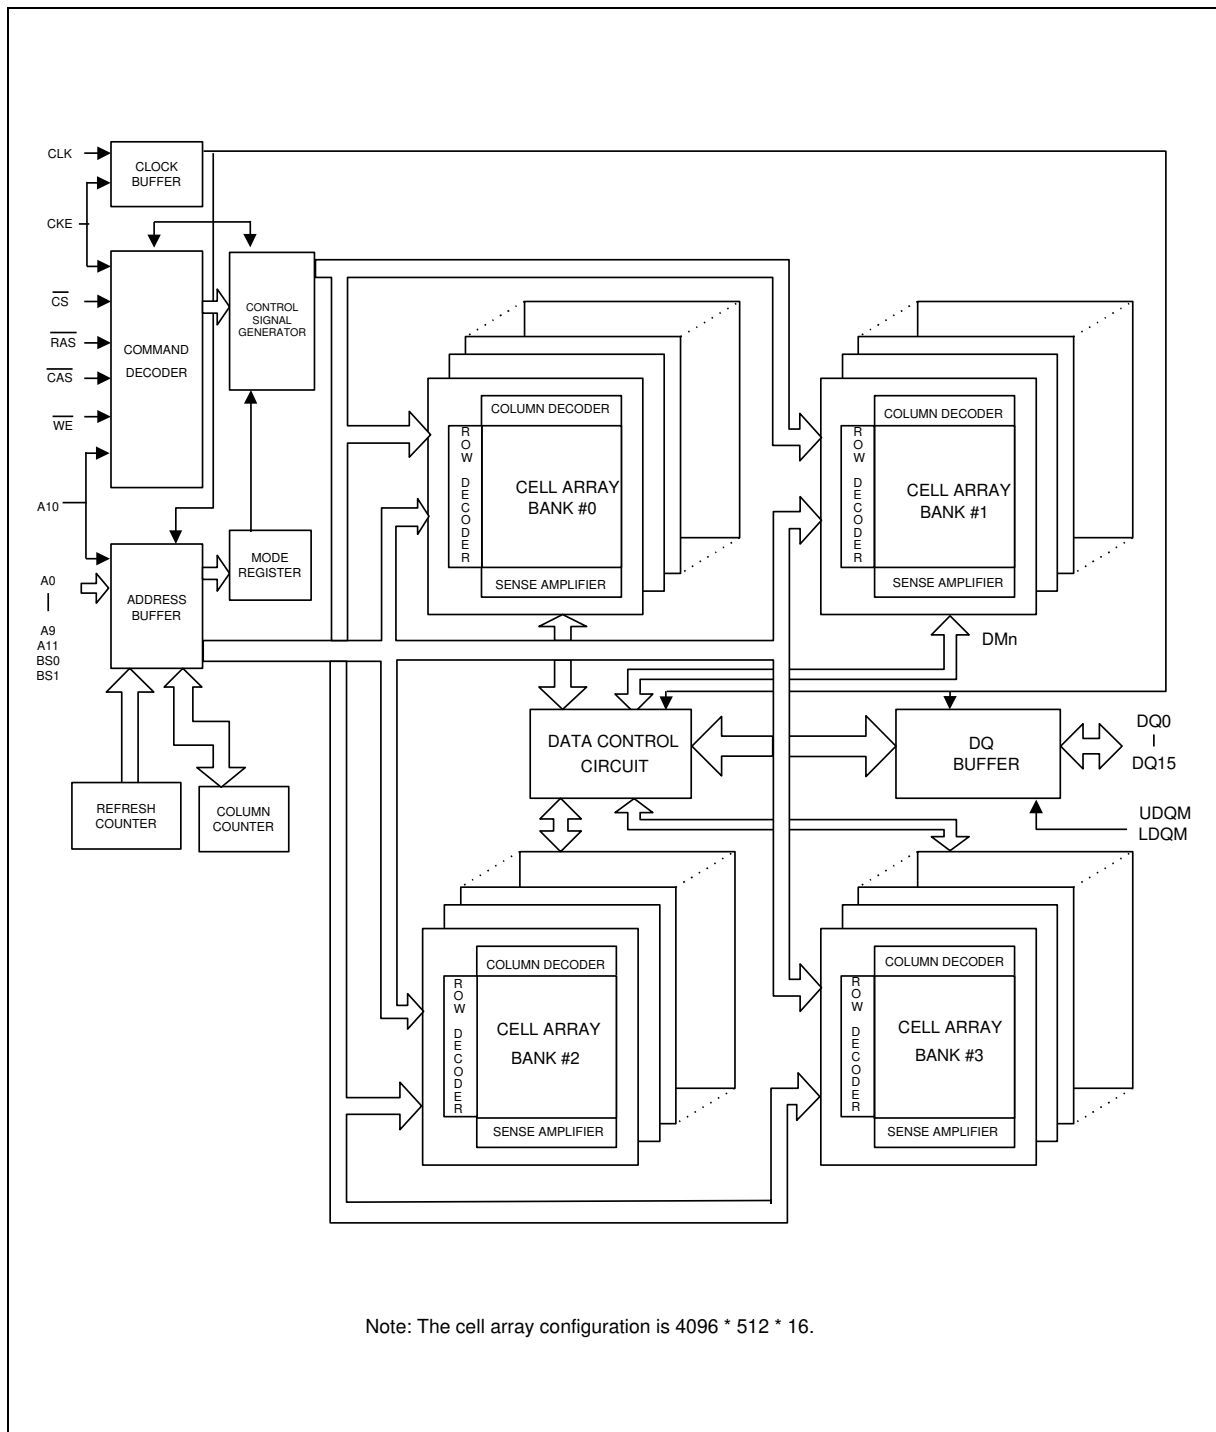 CLK
CLOCK
BUFFER
CKE
CS
RAS
CAS
WE
COMMAND
DECODER
CONTROL
SIGNAL
GENERATOR
A10
A0
A9
A11
BS0
BS1
ADDRESS
BUFFER
MODE
REGISTER
REFRESH
COUNTER
COLUMN
COUNTER
COLUMN DECODER
ROW DECODER
CELL ARRAY
BANK #0
SENSE AMPLIFIER
COLUMN DECODER
ROW DECODER
CELL ARRAY
BANK #1
SENSE AMPLIFIER
DMn
DATA CONTROL
CIRCUIT
DQ
BUFFER
DQ0
DQ15
UDQM
LDQM
COLUMN DECODER
ROW DECODER
CELL ARRAY
BANK #2
SENSE AMPLIFIER
COLUMN DECODER
ROW DECODER
CELL ARRAY
BANK #3
SENSE AMPLIFIER
Note: The cell array configuration is 4096 * 512 * 16.